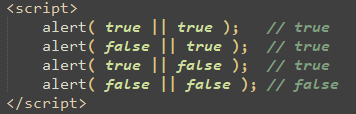 <script>
    alert( true || true );   // true
    alert( false || true );  // true
    alert( true || false );  // true
    alert( false || false ); // false
</script>